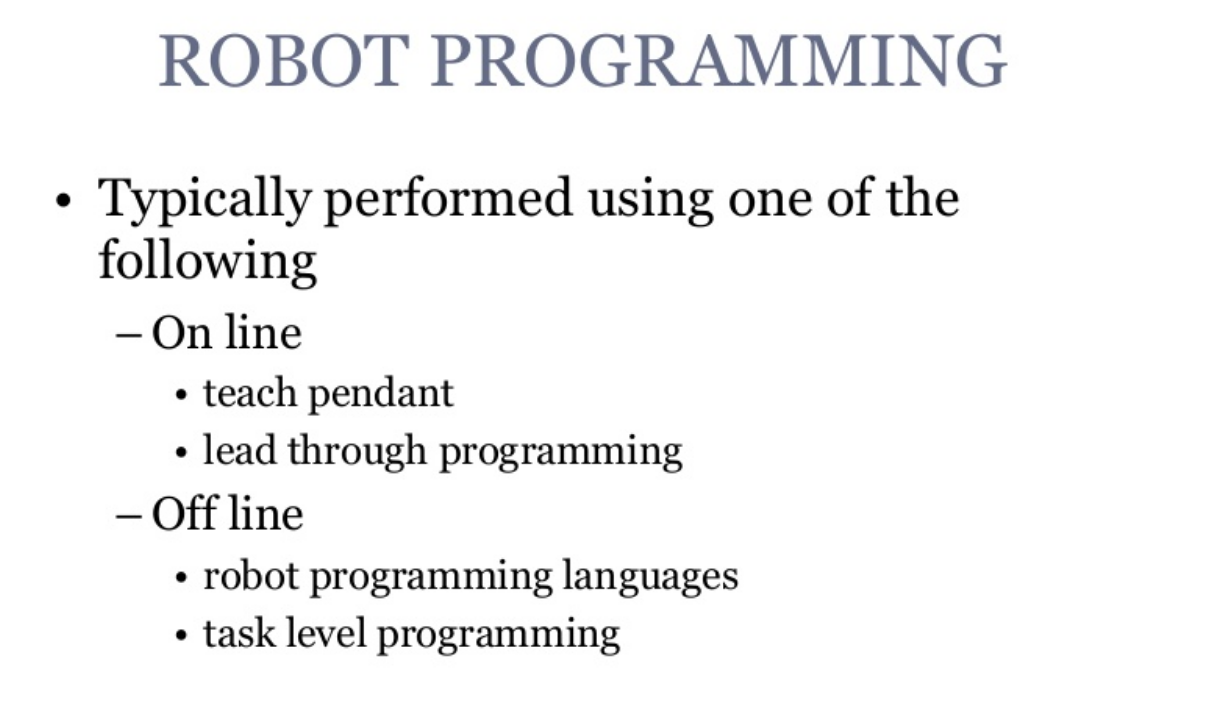 ROBOT PROGRAMMING
• Typically performed using one of the
following
– On line
• teach pendant
• lead through programming
– Off line
• robot programming languages
• task level programming